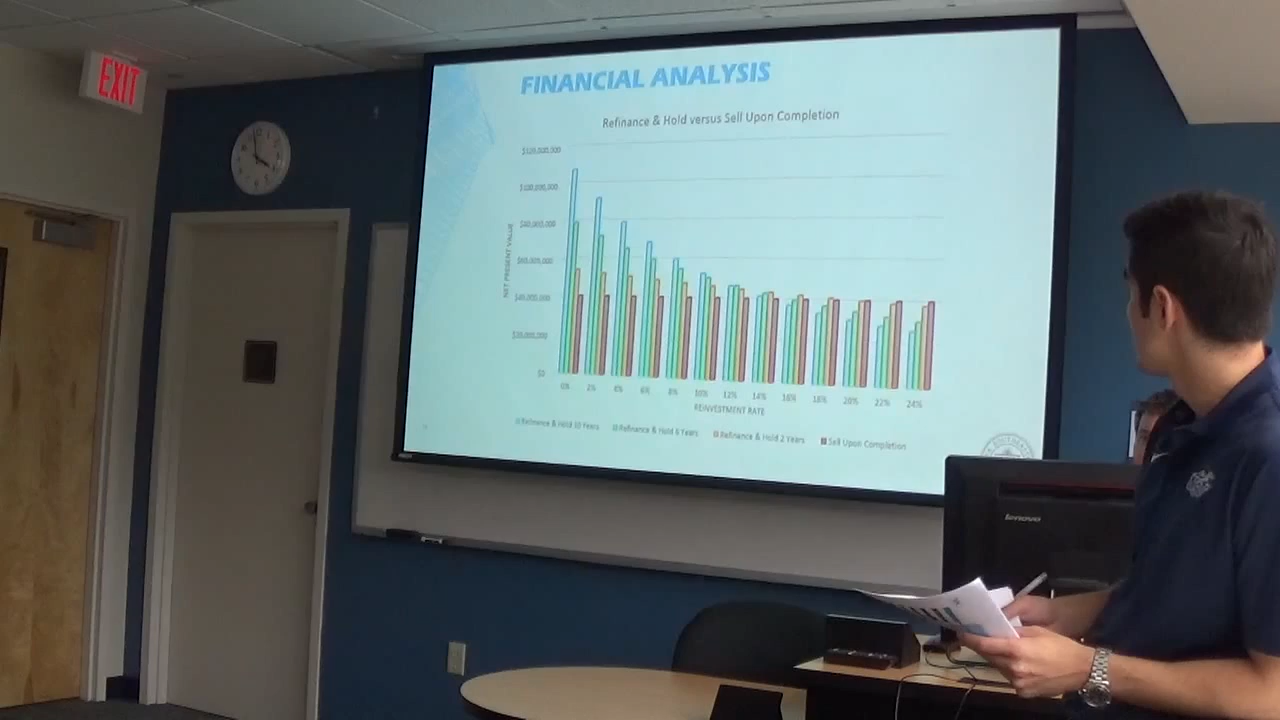 EXIT
FINANCIAL ANALYSIS
Refinance & Hold versus Sell Upon Completion
$120,000,000
$100,000,000
$80,000,000
$60,000,000
$40,000,000
$20,000,000
$0
NET PRESENT VALUE
0% 2% 4% 6% 8% 10% 12% 14% 16% 18% 20% 22% 24%
REINVESTMENT RATE
Refinance & Hold 10 Years Refinance & Hold 6 Years Refinance & Hold 2 Years Sell Upon Completion
lenovo